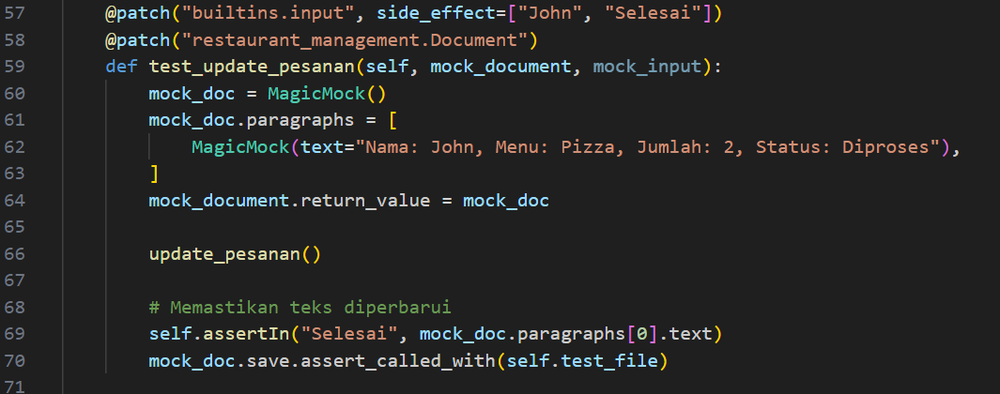 57 @patch("builtins.input", side_effect=["John", "Selesai"])
58 @patch("restaurant_management.Document")
59 def test_update_pesanan(self, mock_document, mock_input):
60 mock_doc = MagicMock()
61 mock_doc.paragraphs = [
62 MagicMock(text="Nama: John, Menu: Pizza, Jumlah: 2, Status: Diproses"),
63 ]
64 mock_document.return_value = mock_doc
65
66 update_pesanan()
67
68 # Memastikan teks diperbarui
69 self.assertIn("Selesai", mock_doc.paragraphs[0].text)
70 mock_doc.save.assert_called_with(self.test_file)
71